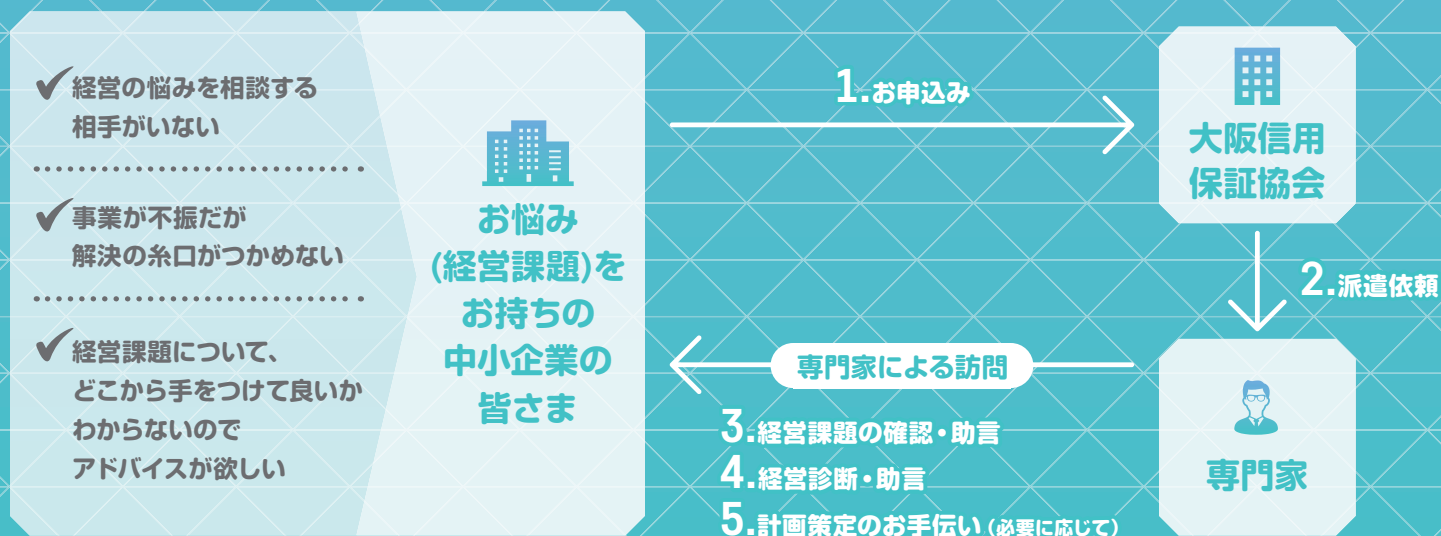 経営の悩みを相談する
相手がいない
事業が不振だが
解決の糸口がつかめない
経営課題について、
どこから手をつけて良いか
わからないので
アドバイスが欲しい
お悩み
(経営課題)を
お持ちの
中小企業の
皆さま
1.お申込み
大阪信用
保証協会
2.派遣依頼
専門家
専門家による訪問
3.経営課題の確認・助言
4.経営診断・助言
5.計画策定のお手伝い(必要に応じて)